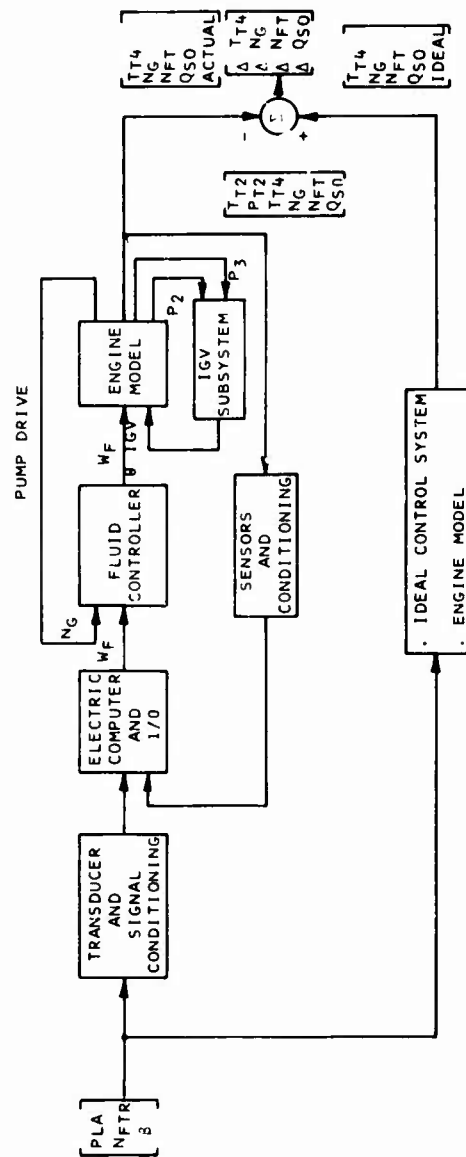 PLA
NFTR
β
TRANSDUCER
AND
SIGNAL
CONDITIONING
ELECTRIC
COMPUTER
AND
I/O
WF
NG
PUMP DRIVE
FLUID
CONTROLLER
WF
θ IGV
ENGINE
MODEL
P2
P3
IGV
SUBSYSTEM
SENSORS
AND
CONDITIONING
TT2
PT2
TT4
NG
NFT
QSO
TT4
NG
NFT
QSO
ACTUAL
Δ TT4
Δ NG
Δ NFT
Δ QSO
-
Σ
+
TT4
NG
NFT
QSO
IDEAL
. IDEAL CONTROL SYSTEM
. ENGINE MODEL